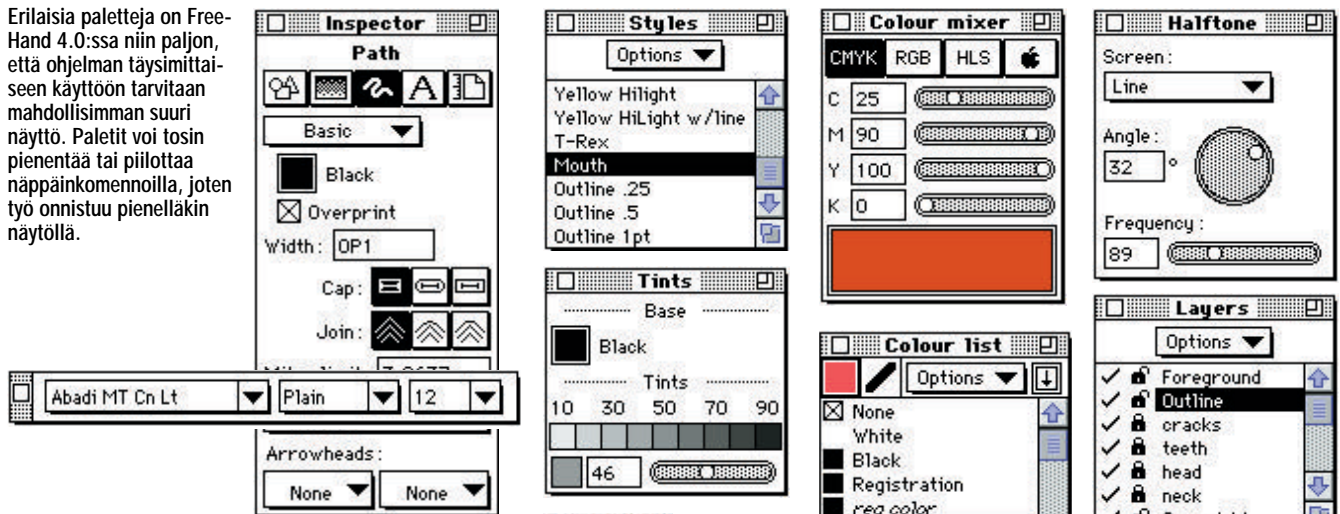 Erilaisia paletteja on Free-
Hand 4.0:ssa niin paljon,
että ohjelman täysimittai-
seen käyttöön tarvitaan
mahdollisimman suuri
näyttö. Paletit voi tosin
pienentää tai piilottaa
näppäinkomennoilla, joten
työ onnistuu pienelläkin
näytöllä.
Inspector
Path
A
Basic
Black
Overprint
Width: OP1
Cap:
Join:
Abadi MT Cn Lt Plain 12
Arrowheads:
None None
Styles
Options
Yellow Hilight
Yellow HiLight w/line
T-Rex
Mouth
Outline .25
Outline .5
Outline 1pt
Tints
Base
Black
Tints
10 30 50 70 90
46
Colour mixer
CMYK RGB HLS
C 25
M 90
Y 100
K 0
Colour list
Options
None
White
Black
Registration
reg color
Halftone
Screen:
Line
Angle:
32 °
Frequency:
89
Layers
Options
Foreground
Outline
cracks
teeth
head
neck